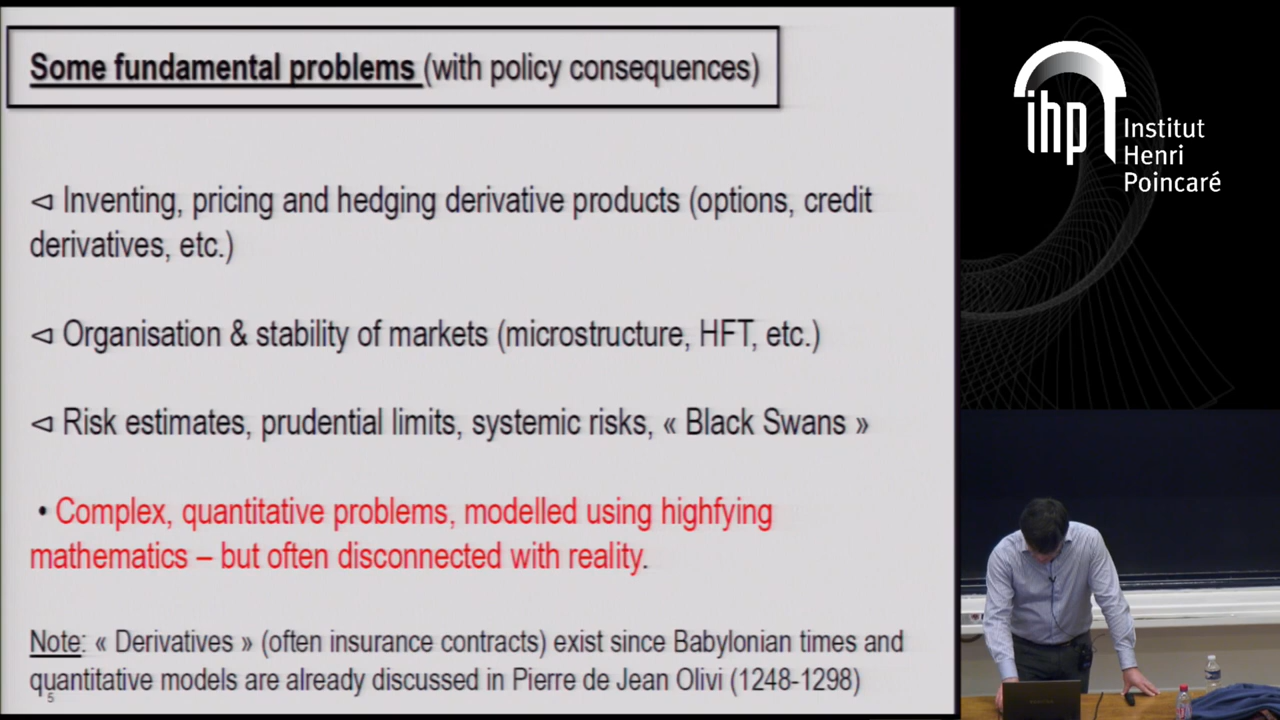 Some fundamental problems (with policy consequences)
⊲ Inventing, pricing and hedging derivative products (options, credit
derivatives, etc.)
⊲ Organisation & stability of markets (microstructure, HFT, etc.)
⊲ Risk estimates, prudential limits, systemic risks, « Black Swans »
• Complex, quantitative problems, modelled using highfying
mathematics – but often disconnected with reality.
Note: « Derivatives » (often insurance contracts) exist since Babylonian times and
quantitative models are already discussed in Pierre de Jean Olivi (1248-1298)
5
ihp
Institut
Henri
Poincaré